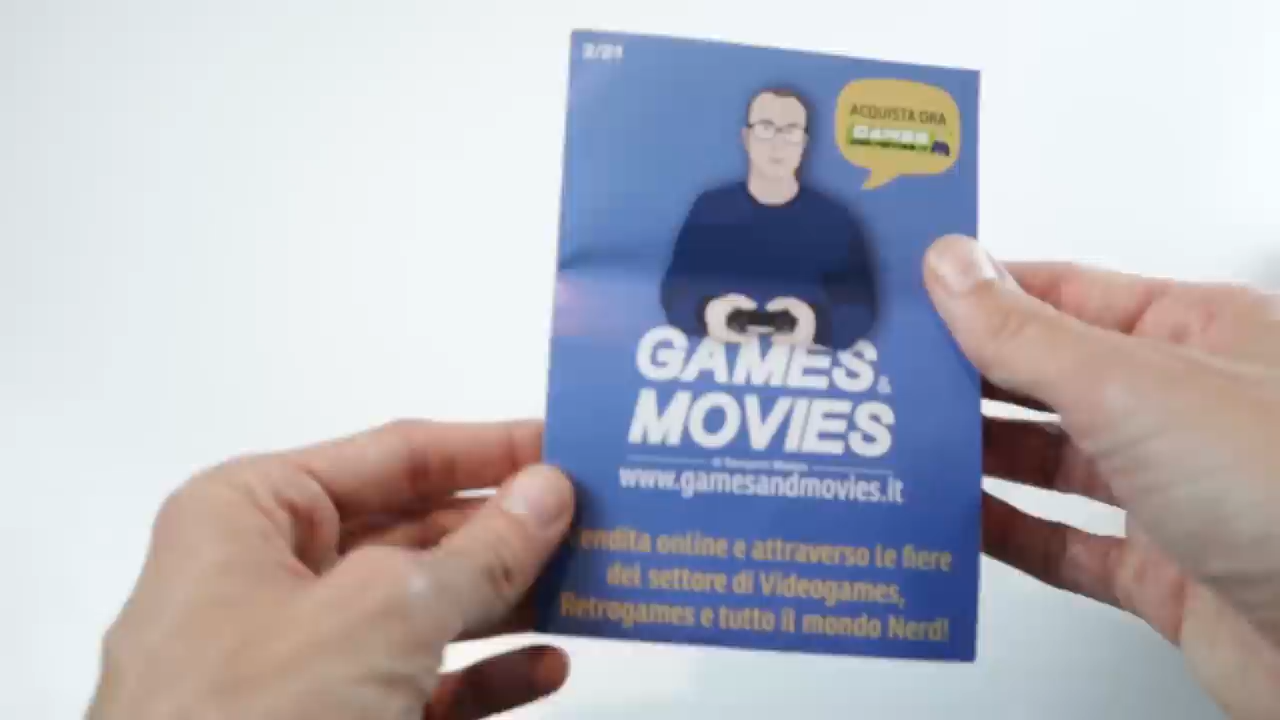 2/21
ACQUISTA ORA
GAMES
GAMES&
MOVIES
www.gamesandmovies.it
endita online e attraverso le fiere
del settore di Videogames,
Retrogames e tutto il mondo Nerd!